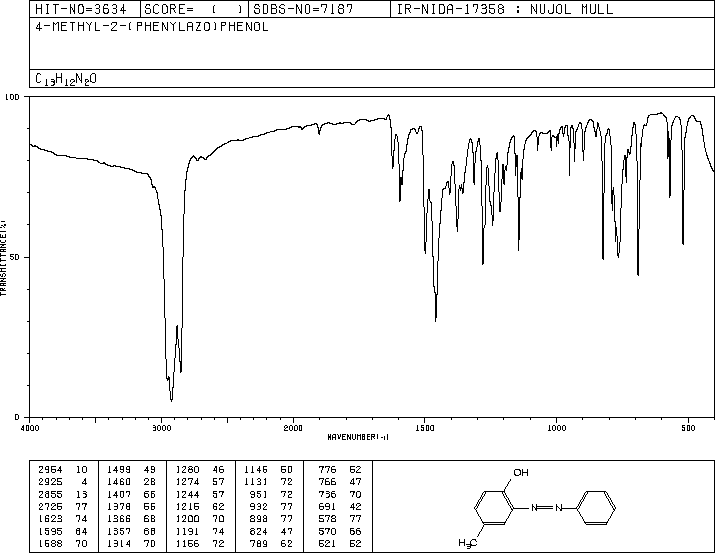 HIT-NO=3634 SCORE= ( ) SDBS-NO=7187 IR-NIDA-17358 : NUJOL MULL
4-METHYL-2-(PHENYLAZO)PHENOL
C13H12N2O
100
50
0
TRANSMITTANCE(%)
4000 3000 2000 1500 1000 500
WAVENUMBER(-1)
2954 10 1499 49 1280 46 1146 50 776 52
2925 4 1460 28 1274 57 1131 72 766 47
2855 13 1407 66 1244 57 951 72 736 70
2725 77 1378 56 1215 62 932 77 691 42
1623 74 1366 68 1200 70 898 77 578 77
1595 64 1357 68 1191 74 824 47 570 66
1588 70 1314 70 1156 72 789 62 521 52
OH
N=N
H3C